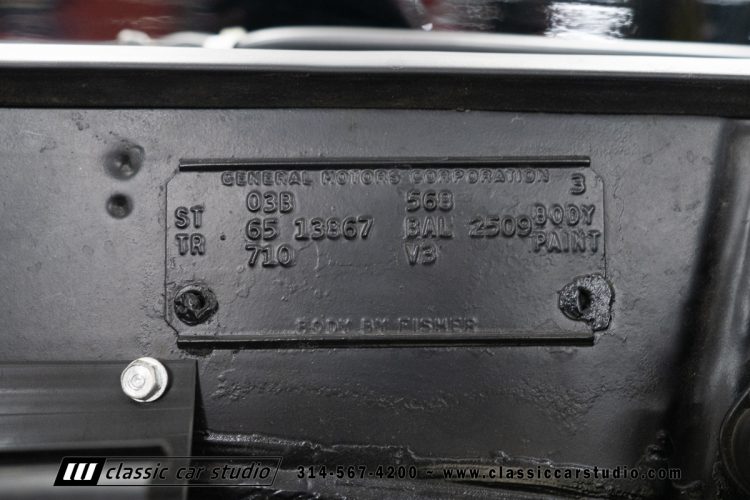 GENERAL MOTORS CORPORATION 3
03B 568
ST 65 13867 BAL 2509 BODY
TR 710 V3 PAINT
BODY BY FISHER
classic car studio 314-567-4200 ~ www.classiccarstudio.com